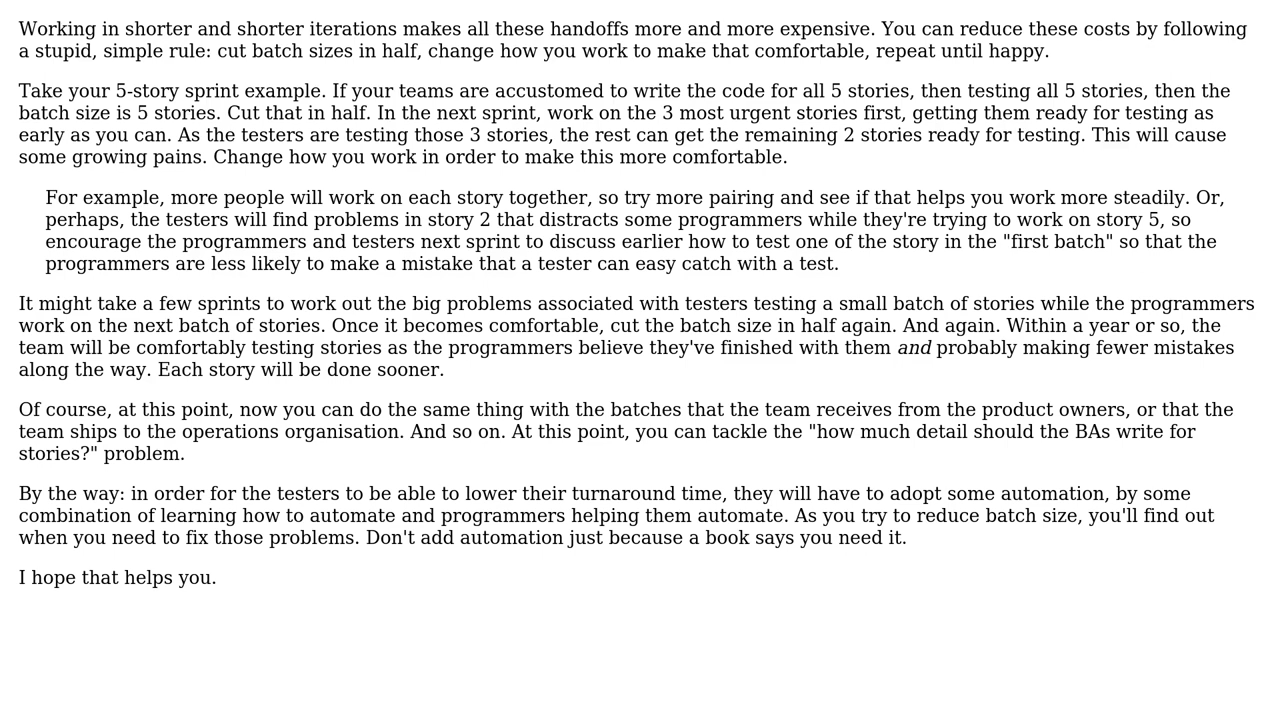 Working in shorter and shorter iterations makes all these handoffs more and more expensive. You can reduce these costs by following
a stupid, simple rule: cut batch sizes in half, change how you work to make that comfortable, repeat until happy.
Take your 5-story sprint example. If your teams are accustomed to write the code for all 5 stories, then testing all 5 stories, then the
batch size is 5 stories. Cut that in half. In the next sprint, work on the 3 most urgent stories first, getting them ready for testing as
early as you can. As the testers are testing those 3 stories, the rest can get the remaining 2 stories ready for testing. This will cause
some growing pains. Change how you work in order to make this more comfortable.
For example, more people will work on each story together, so try more pairing and see if that helps you work more steadily. Or,
perhaps, the testers will find problems in story 2 that distracts some programmers while they're trying to work on story 5, so
encourage the programmers and testers next sprint to discuss earlier how to test one of the story in the "first batch" so that the
programmers are less likely to make a mistake that a tester can easy catch with a test.
It might take a few sprints to work out the big problems associated with testers testing a small batch of stories while the programmers
work on the next batch of stories. Once it becomes comfortable, cut the batch size in half again. And again. Within a year or so, the
team will be comfortably testing stories as the programmers believe they've finished with them and probably making fewer mistakes
along the way. Each story will be done sooner.
Of course, at this point, now you can do the same thing with the batches that the team receives from the product owners, or that the
team ships to the operations organisation. And so on. At this point, you can tackle the "how much detail should the BAs write for
stories?" problem.
By the way: in order for the testers to be able to lower their turnaround time, they will have to adopt some automation, by some
combination of learning how to automate and programmers helping them automate. As you try to reduce batch size, you'll find out
when you need to fix those problems. Don't add automation just because a book says you need it.
I hope that helps you.